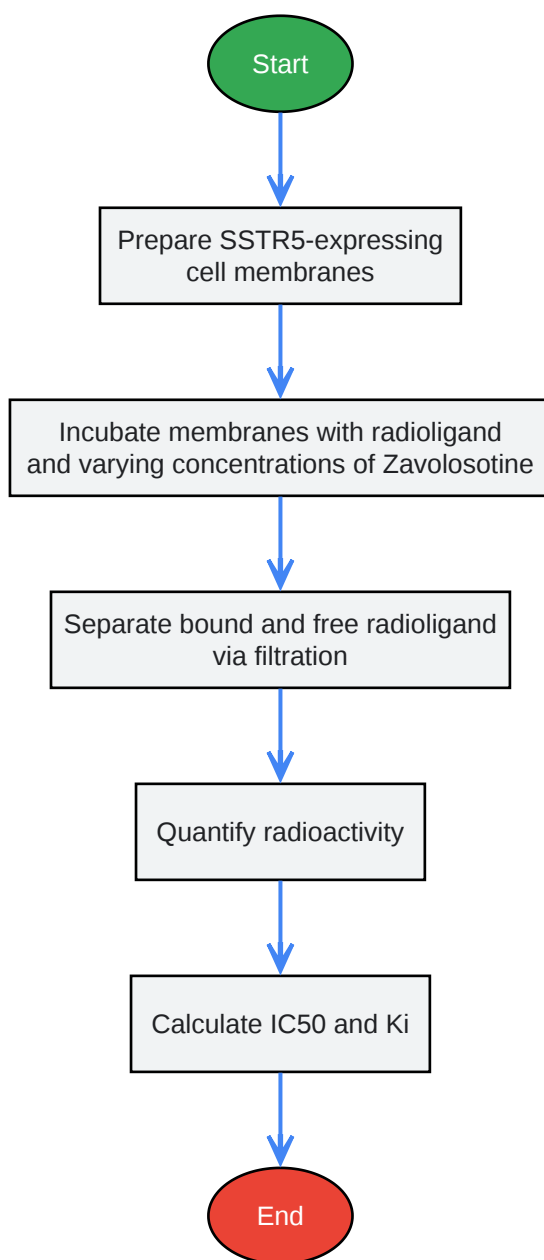 Start
Prepare SSTR5-expressing
cell membranes
Incubate membranes with radioligand
and varying concentrations of Zavolosotine
Separate bound and free radioligand
via filtration
Quantify radioactivity
Calculate IC50 and Ki
End